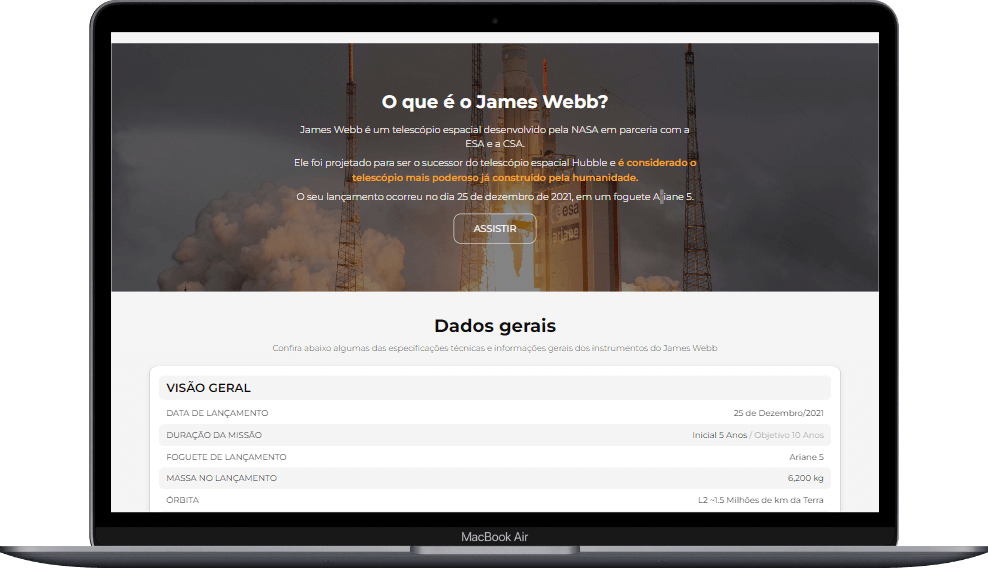 O que é o James Webb?
James Webb é um telescópio espacial desenvolvido pela NASA em parceria com a
ESA e a CSA.
Ele foi projetado para ser o sucessor do telescópio espacial Hubble e é considerado o
telescópio mais poderoso já construído pela humanidade.
O seu lançamento ocorreu no dia 25 de dezembro de 2021, em um foguete Ariane 5.
esa
ariane
ASSISTIR
Dados gerais
Confira abaixo algumas das especificações técnicas e informações gerais dos instrumentos do James Webb
VISÃO GERAL
DATA DE LANÇAMENTO 25 de Dezembro/2021
DURAÇÃO DA MISSÃO Inicial 5 Anos / Objetivo 10 Anos
FOGUETE DE LANÇAMENTO Ariane 5
MASSA NO LANÇAMENTO 6,200 kg
ÓRBITA L2 ~1.5 Milhões de km da Terra
MacBook Air